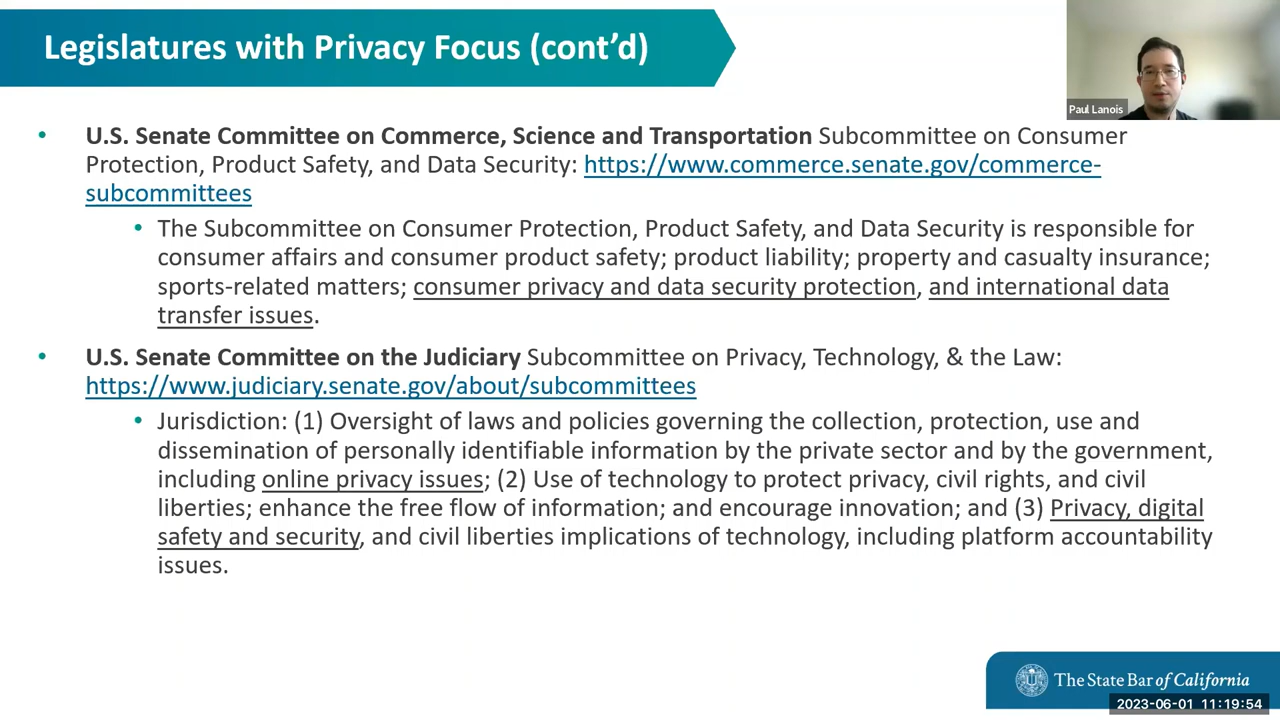 Legislatures with Privacy Focus (cont’d)
Paul Lanois
• U.S. Senate Committee on Commerce, Science and Transportation Subcommittee on Consumer
Protection, Product Safety, and Data Security: https://www.commerce.senate.gov/commerce-
subcommittees
• The Subcommittee on Consumer Protection, Product Safety, and Data Security is responsible for
consumer affairs and consumer product safety; product liability; property and casualty insurance;
sports-related matters; consumer privacy and data security protection, and international data
transfer issues.
• U.S. Senate Committee on the Judiciary Subcommittee on Privacy, Technology, & the Law:
https://www.judiciary.senate.gov/about/subcommittees
• Jurisdiction: (1) Oversight of laws and policies governing the collection, protection, use and
dissemination of personally identifiable information by the private sector and by the government,
including online privacy issues; (2) Use of technology to protect privacy, civil rights, and civil
liberties; enhance the free flow of information; and encourage innovation; and (3) Privacy, digital
safety and security, and civil liberties implications of technology, including platform accountability
issues.
The State Bar of California
2023-06-01 11:19:54